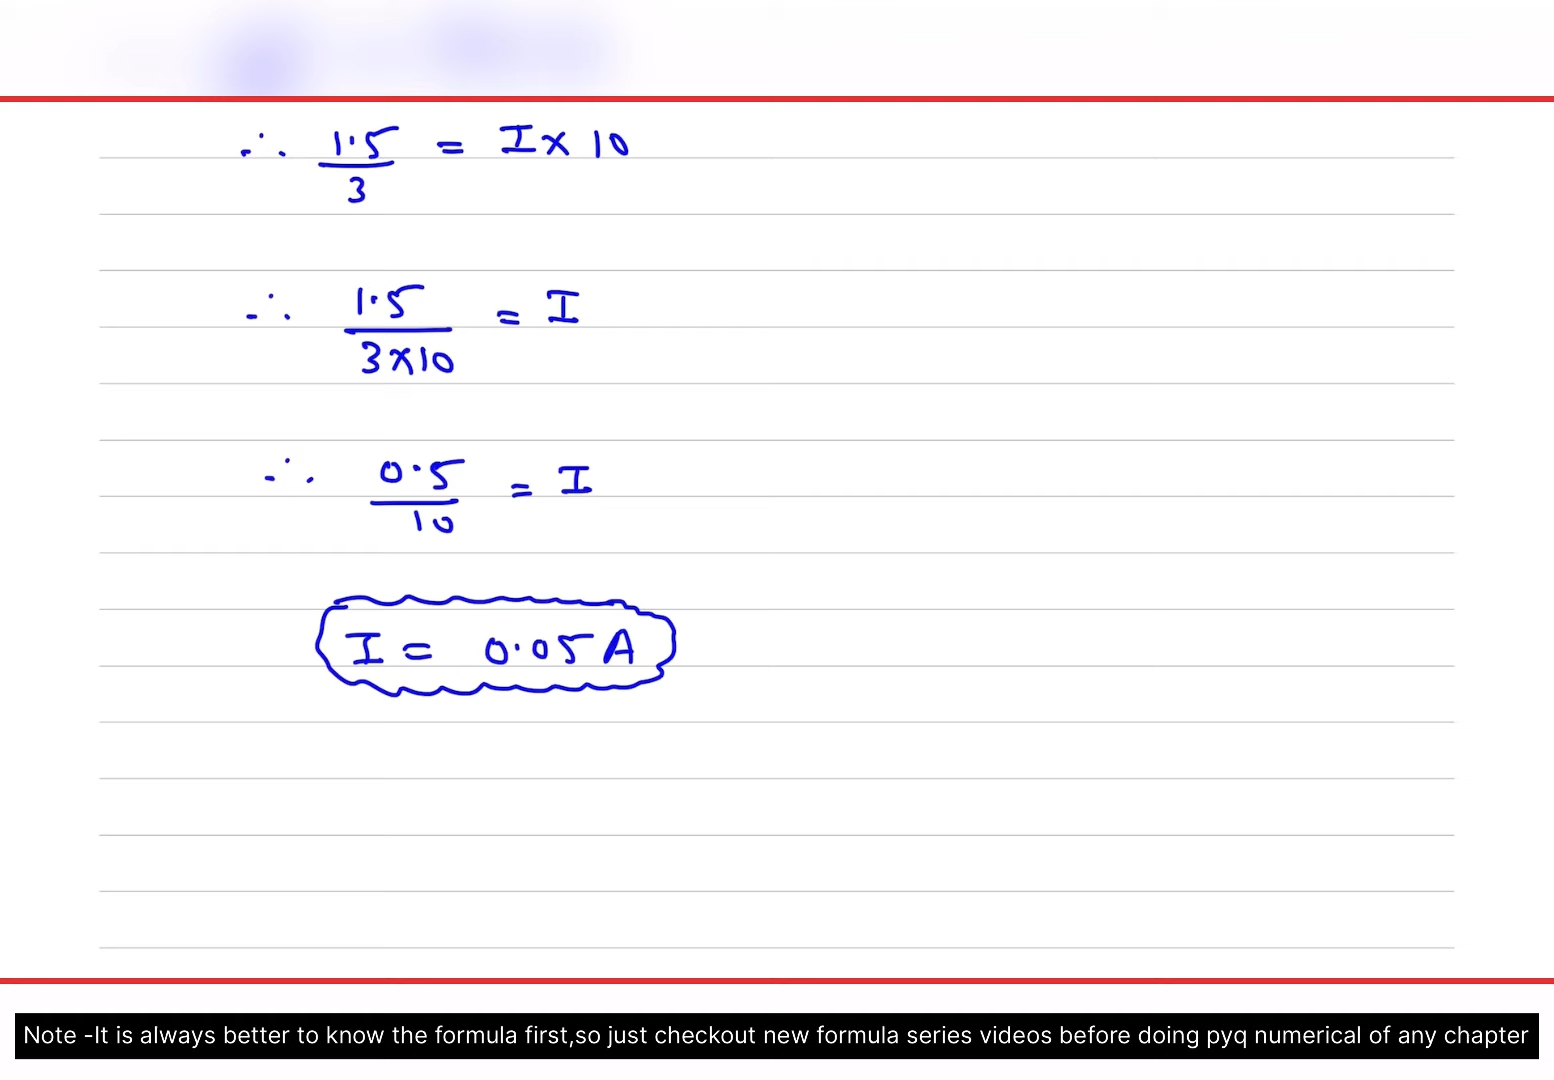 ∴ 1.5/3 = I × 10
∴ 1.5/3×10 = I
∴ 0.5/10 = I
I = 0.05A
Note -It is always better to know the formula first,so just checkout new formula series videos before doing pyq numerical of any chapter